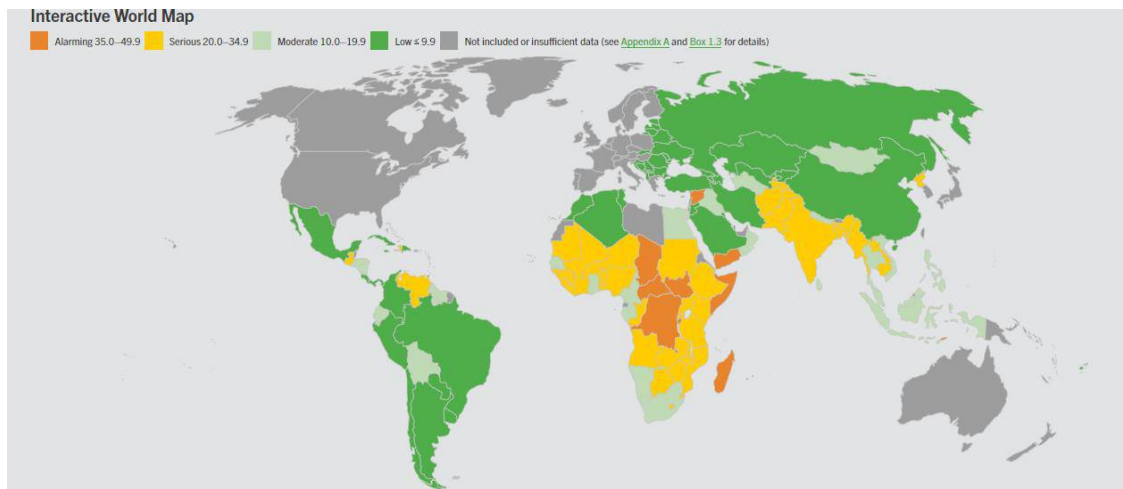 Interactive World Map
Alarming 35.0–49.9 Serious 20.0–34.9 Moderate 10.0–19.9 Low ≤ 9.9 Not included or insufficient data (see Appendix A and Box 1.3 for details)